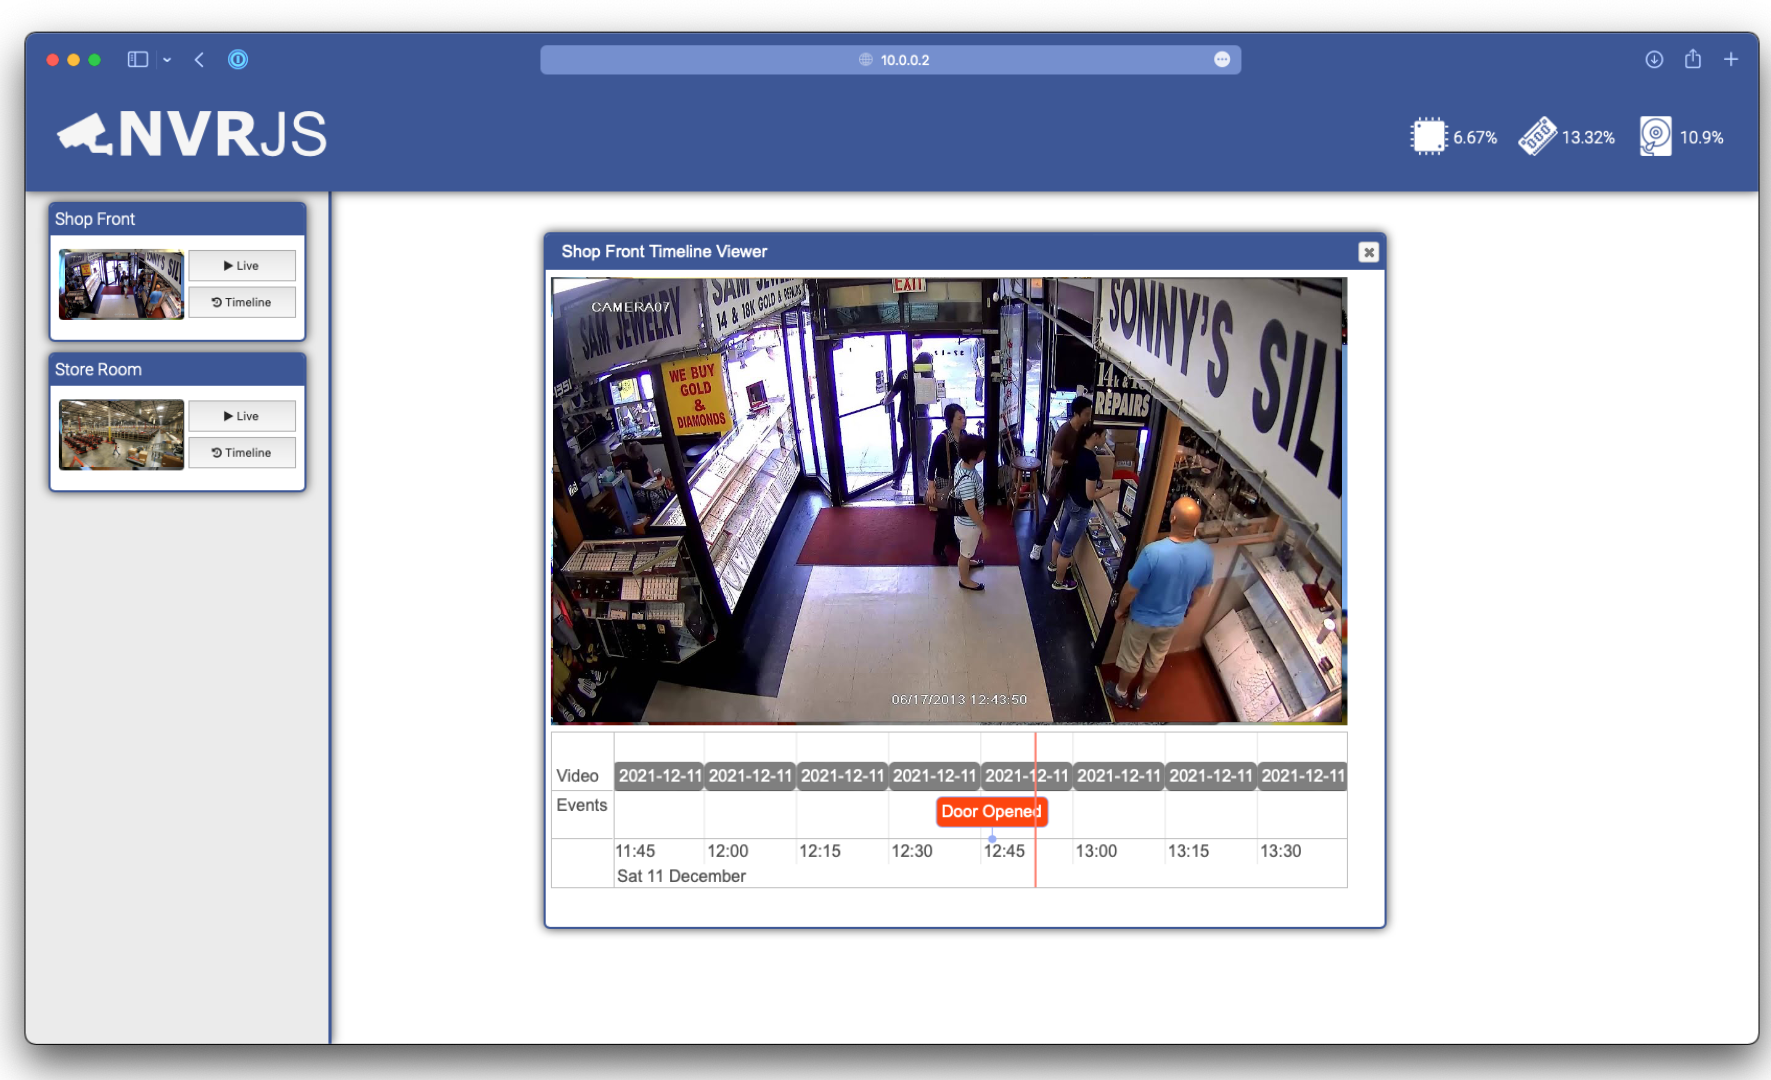 10.0.0.2
NVRJS
6.67%
13.32%
10.9%
Shop Front
Live
Timeline
Store Room
Live
Timeline
Shop Front Timeline Viewer
CAMERA07
SAM JEWELRY
14 & 18K GOLD & REPAIRS
EXIT
SONNY'S SIL
WE BUY
GOLD
&
DIAMONDS
REPAIRS
06/17/2013 12:43:50
Video
2021-12-11 2021-12-11 2021-12-11 2021-12-11 2021-12-11 2021-12-11 2021-12-11 2021-12-11
Events
Door Opened
11:45 12:00 12:15 12:30 12:45 13:00 13:15 13:30
Sat 11 December